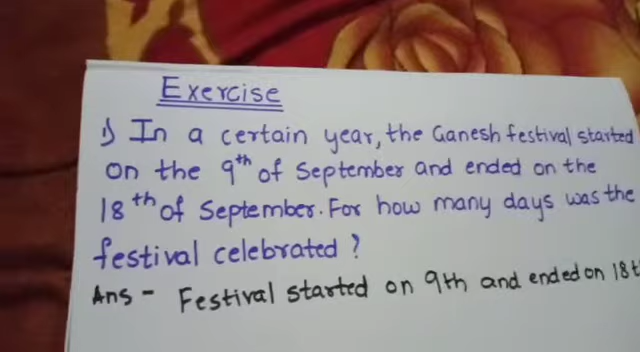 Exercise
1) In a certain year, the Ganesh festival started
on the 9th of September and ended on the
18th of September. For how many days was the
festival celebrated ?
Ans - Festival started on 9th and ended on 18t